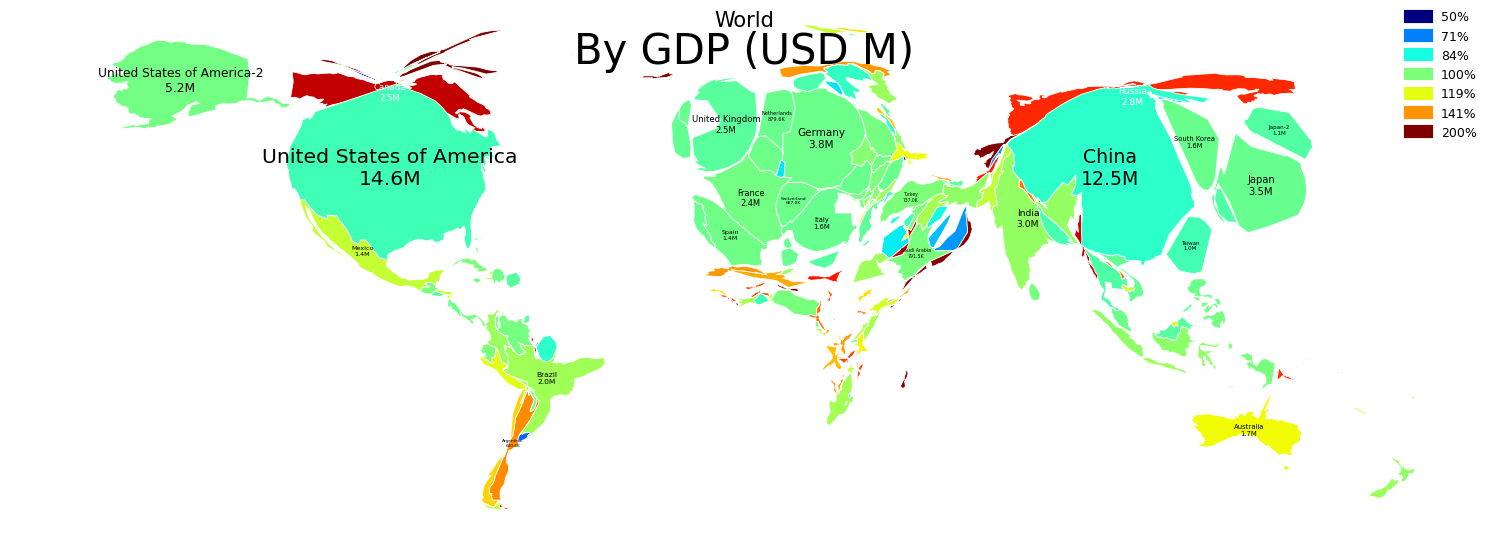 World
By GDP (USD M)
50%
71%
84%
100%
119%
141%
200%
United States of America-2
5.2M
Canada
2.5M
United States of America
14.6M
Mexico
1.4M
Brazil
2.0M
Argentina
United Kingdom
2.5M
Netherlands
879.6K
Germany
3.8M
France
2.4M
Switzerland
667.0K
Italy
1.6M
Spain
1.4M
Turkey
737.0K
Saudi Arabia
791.5K
Russia
2.8M
China
12.5M
India
3.0M
South Korea
1.6M
Japan-2
1.1M
Japan
3.5M
Taiwan
1.0M
Australia
1.7M